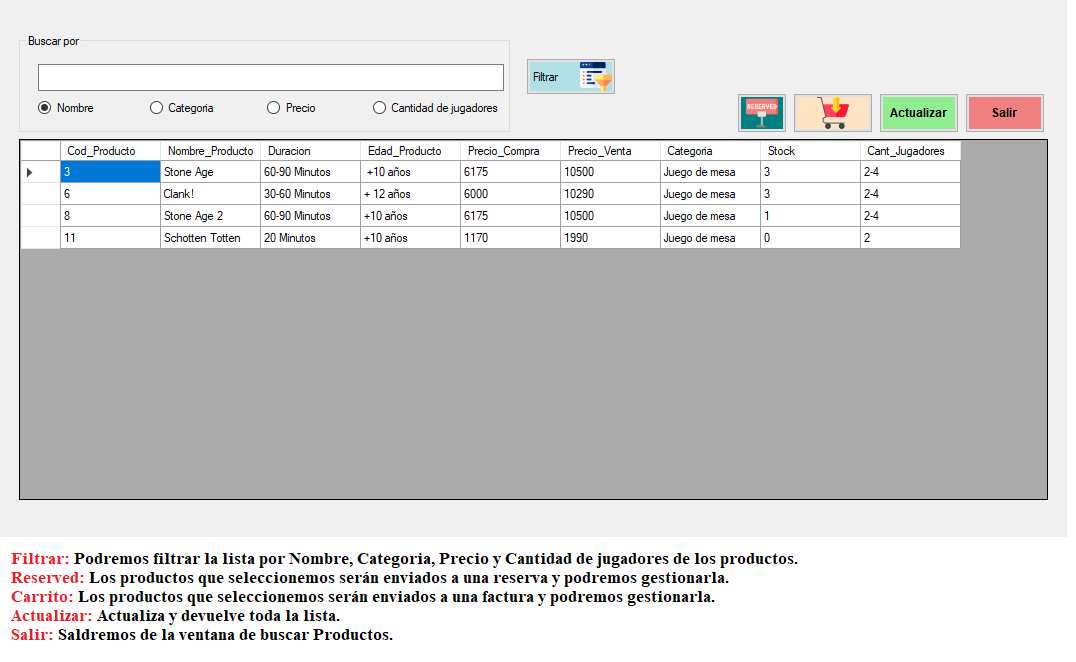 Buscar por
Filtrar
Nombre Categoria Precio Cantidad de jugadores
RESERVED Actualizar Salir
Cod_Producto Nombre_Producto Duracion Edad_Producto Precio_Compra Precio_Venta Categoria Stock Cant_Jugadores
3 Stone Age 60-90 Minutos +10 años 6175 10500 Juego de mesa 3 2-4
6 Clank! 30-60 Minutos + 12 años 6000 10290 Juego de mesa 3 2-4
8 Stone Age 2 60-90 Minutos +10 años 6175 10500 Juego de mesa 1 2-4
11 Schotten Totten 20 Minutos +10 años 1170 1990 Juego de mesa 0 2
Filtrar: Podremos filtrar la lista por Nombre, Categoria, Precio y Cantidad de jugadores de los productos.
Reserved: Los productos que seleccionemos serán enviados a una reserva y podremos gestionarla.
Carrito: Los productos que seleccionemos serán enviados a una factura y podremos gestionarla.
Actualizar: Actualiza y devuelve toda la lista.
Salir: Saldremos de la ventana de buscar Productos.